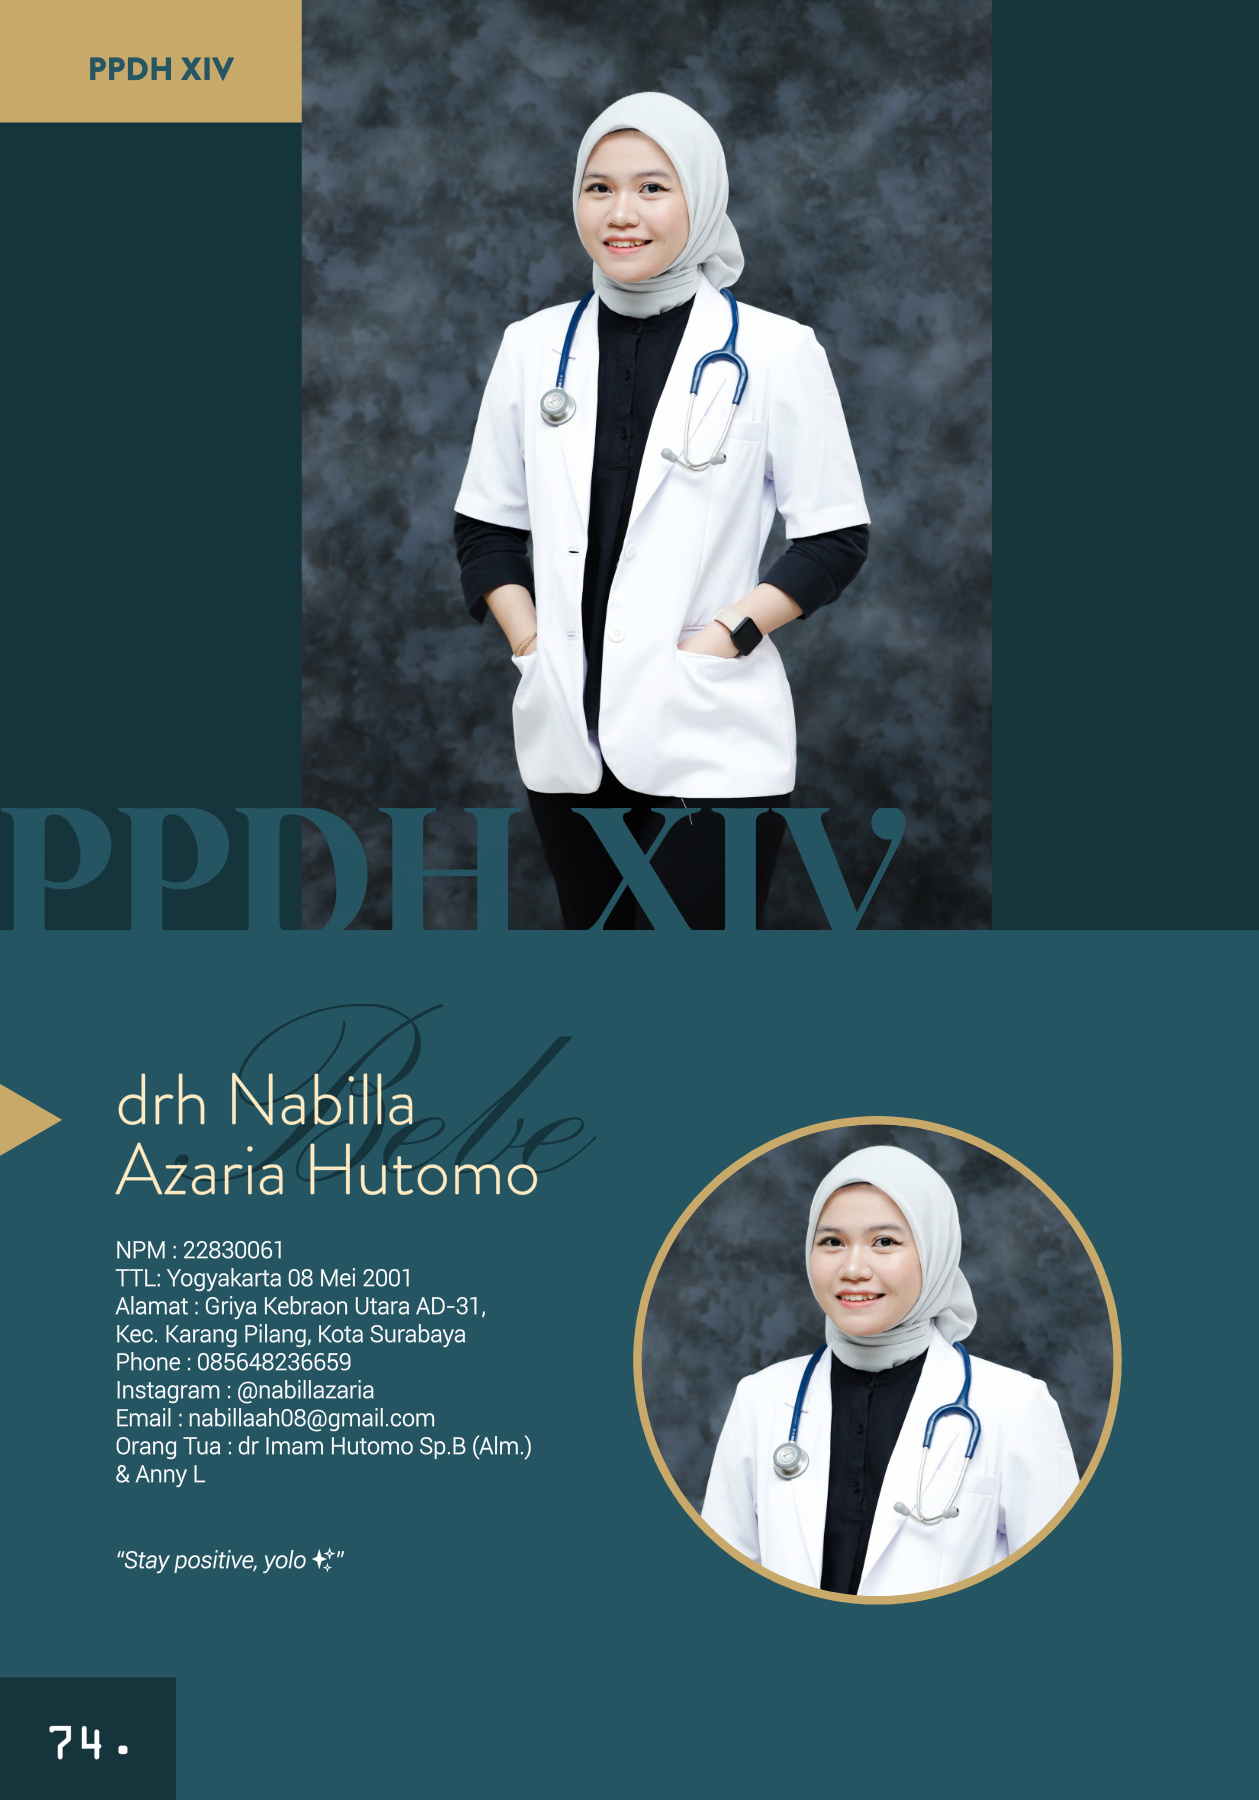 PPDH XIV
PPDH XIV
Bebe
drh Nabilla
Azaria Hutomo
NPM : 22830061
TTL: Yogyakarta 08 Mei 2001
Alamat : Griya Kebraon Utara AD-31,
Kec. Karang Pilang, Kota Surabaya
Phone : 085648236659
Instagram : @nabillazaria
Email : nabillaah08@gmail.com
Orang Tua : dr Imam Hutomo Sp.B (Alm.)
& Anny L
“Stay positive, yolo ✨”
74.